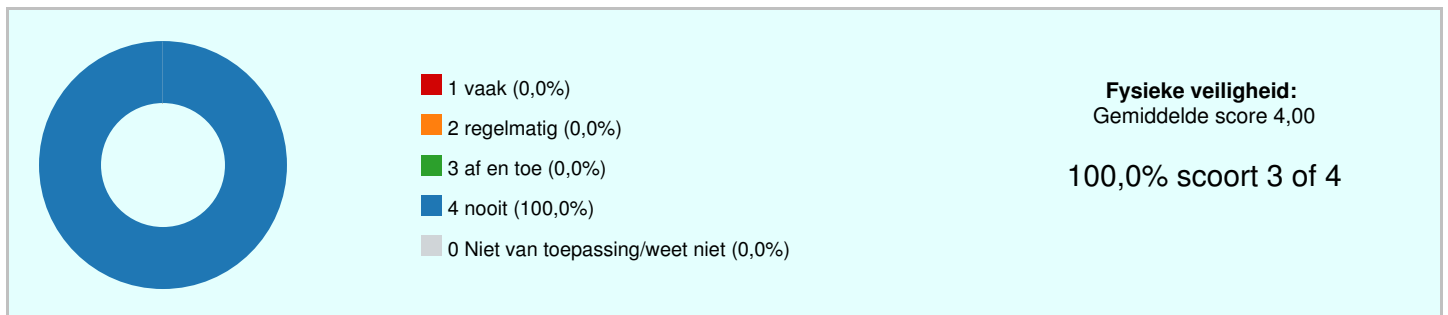 1 vaak (0,0%)
2 regelmatig (0,0%)
3 af en toe (0,0%)
4 nooit (100,0%)
0 Niet van toepassing/weet niet (0,0%)
Fysieke veiligheid:
Gemiddelde score 4,00
100,0% scoort 3 of 4